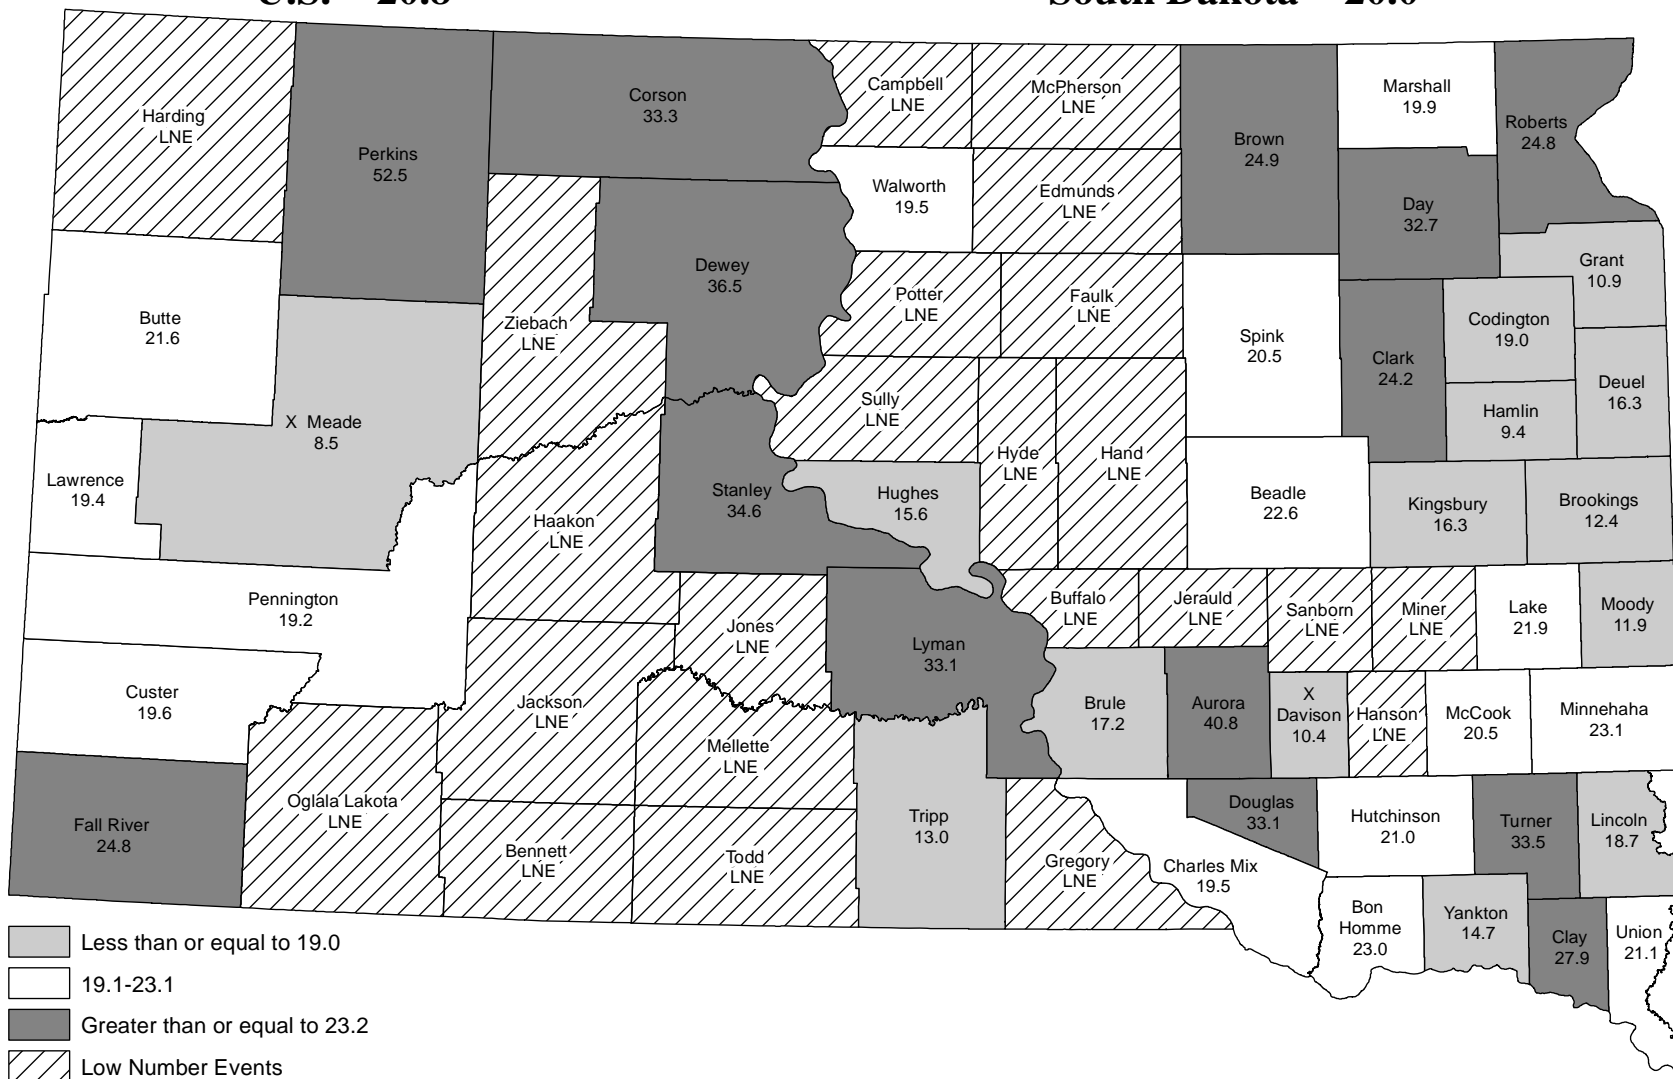 Harding
LNE
Perkins
52.5
Corson
33.3
Campbell
LNE
McPherson
LNE
Brown
24.9
Marshall
19.9
Roberts
24.8
Walworth
19.5
Edmunds
LNE
Day
32.7
Grant
10.9
Butte
21.6
Ziebach
LNE
Dewey
36.5
Potter
LNE
Faulk
LNE
Spink
20.5
Clark
24.2
Codington
19.0
Deuel
16.3
Hamlin
9.4
X Meade
8.5
Sully
LNE
Hyde
LNE
Hand
LNE
Lawrence
19.4
Haakon
LNE
Stanley
34.6
Hughes
15.6
Beadle
22.6
Kingsbury
16.3
Brookings
12.4
Pennington
19.2
Jones
LNE
Lyman
33.1
Buffalo
LNE
Jerauld
LNE
Sanborn
LNE
Miner
LNE
Lake
21.9
Moody
11.9
Custer
19.6
Jackson
LNE
Mellette
LNE
Brule
17.2
Aurora
40.8
X
Davison
10.4
Hanson
LNE
McCook
20.5
Minnehaha
23.1
Fall River
24.8
Oglala Lakota
LNE
Bennett
LNE
Todd
LNE
Tripp
13.0
Gregory
LNE
Charles Mix
19.5
Douglas
33.1
Hutchinson
21.0
Turner
33.5
Lincoln
18.7
Bon
Homme
23.0
Yankton
14.7
Clay
27.9
Union
21.1
Less than or equal to 19.0
19.1-23.1
Greater than or equal to 23.2
Low Number Events